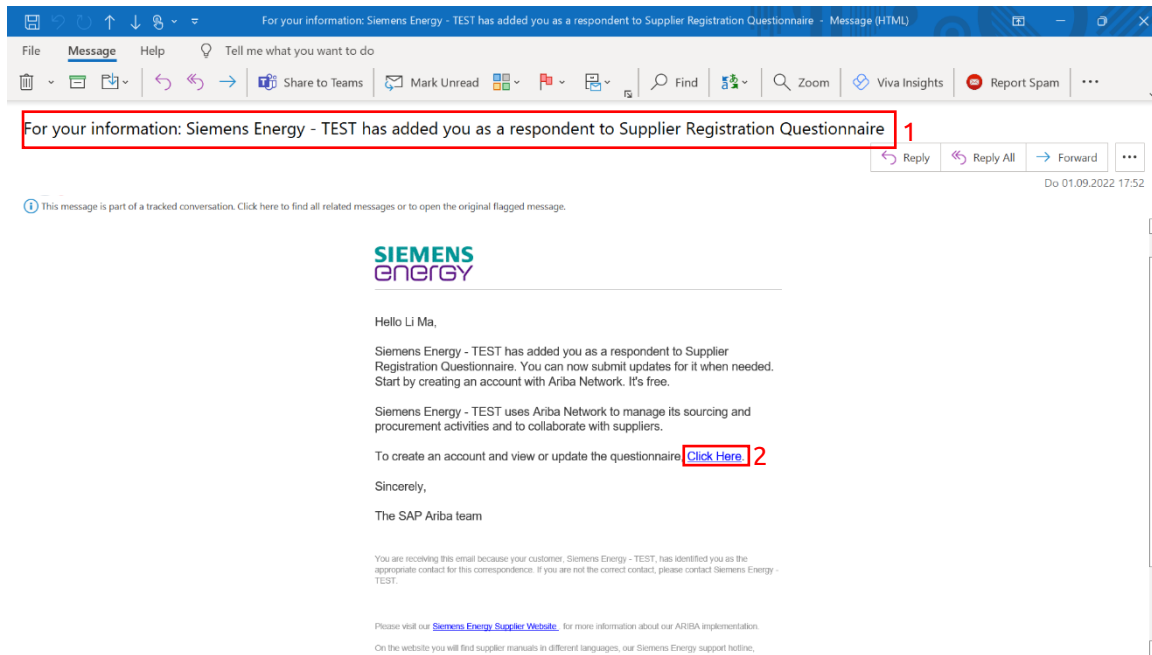 For your information: Siemens Energy - TEST has added you as a respondent to Supplier Registration Questionnaire - Message (HTML)
File Message Help Tell me what you want to do
Share to Teams Mark Unread Find Zoom Viva Insights Report Spam ...
For your information: Siemens Energy - TEST has added you as a respondent to Supplier Registration Questionnaire 1
Reply Reply All Forward ...
Do 01.09.2022 17:52
This message is part of a tracked conversation. Click here to find all related messages or to open the original flagged message.
SIEMENS
energy
Hello Li Ma,
Siemens Energy - TEST has added you as a respondent to Supplier
Registration Questionnaire. You can now submit updates for it when needed.
Start by creating an account with Ariba Network. It's free.
Siemens Energy - TEST uses Ariba Network to manage its sourcing and
procurement activities and to collaborate with suppliers.
To create an account and view or update the questionnaire, Click Here. 2
Sincerely,
The SAP Ariba team
You are receiving this email because your customer, Siemens Energy - TEST, has identified you as the
appropriate contact for this correspondence. If you are not the correct contact, please contact Siemens Energy -
TEST.
Please visit our Siemens Energy Supplier Website for more information about our ARIBA implementation.
On the website you will find supplier manuals in different languages, our Siemens Energy support hotline,